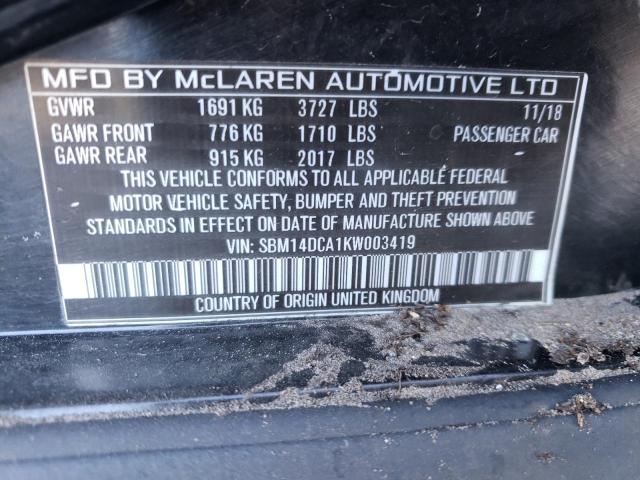 MFD BY McLAREN AUTOMOTIVE LTD
GVWR 1691 KG 3727 LBS 11/18
GAWR FRONT 776 KG 1710 LBS PASSENGER CAR
GAWR REAR 915 KG 2017 LBS
THIS VEHICLE CONFORMS TO ALL APPLICABLE FEDERAL
MOTOR VEHICLE SAFETY, BUMPER AND THEFT PREVENTION
STANDARDS IN EFFECT ON DATE OF MANUFACTURE SHOWN ABOVE
VIN: SBM14DCA1KW003419
COUNTRY OF ORIGIN UNITED KINGDOM